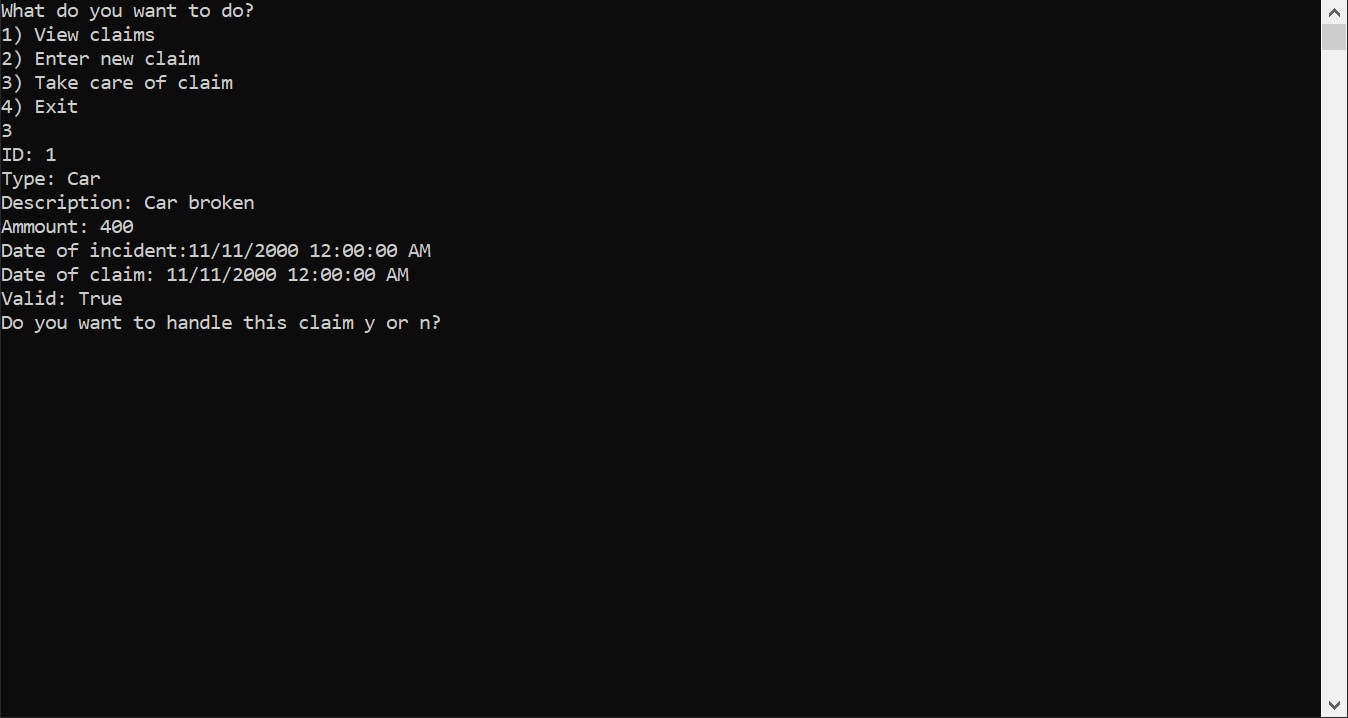 What do you want to do?
1) View claims
2) Enter new claim
3) Take care of claim
4) Exit
3
ID: 1
Type: Car
Description: Car broken
Ammount: 400
Date of incident:11/11/2000 12:00:00 AM
Date of claim: 11/11/2000 12:00:00 AM
Valid: True
Do you want to handle this claim y or n?